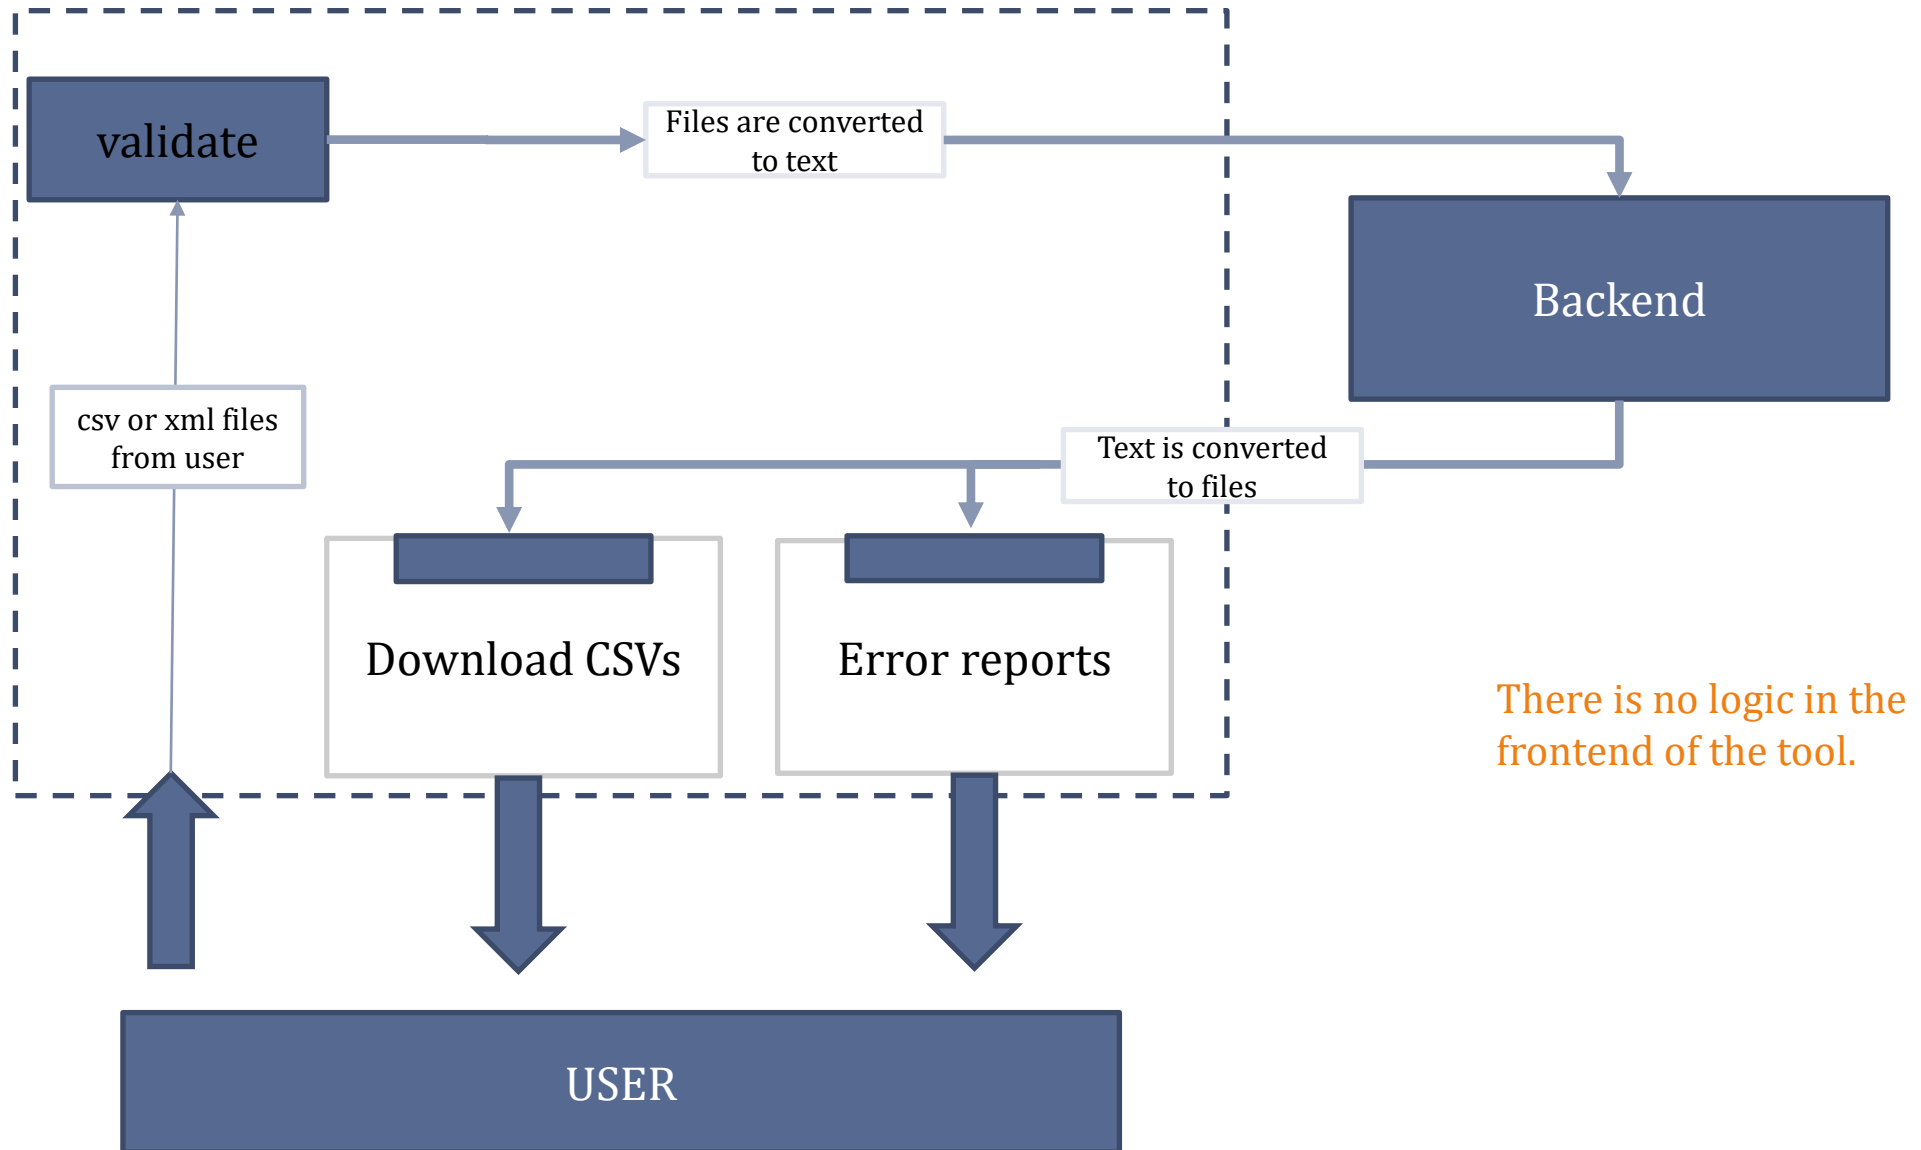 validate
Files are converted
to text
Backend
csv or xml files
from user
Text is converted
to files
Download CSVs
Error reports
There is no logic in the
frontend of the tool.
USER